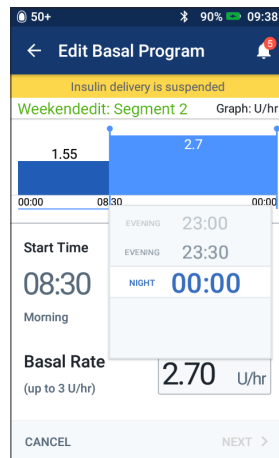 50+ 90% 09:38
Edit Basal Program 5
Insulin delivery is suspended
Weekendedit: Segment 2 Graph: U/hr
1.55 2.7
00:00 08:30 00:00
EVENING 23:00
EVENING 23:30
NIGHT 00:00
Start Time
08:30
Morning
Basal Rate
(up to 3 U/hr)
2.70 U/hr
CANCEL NEXT